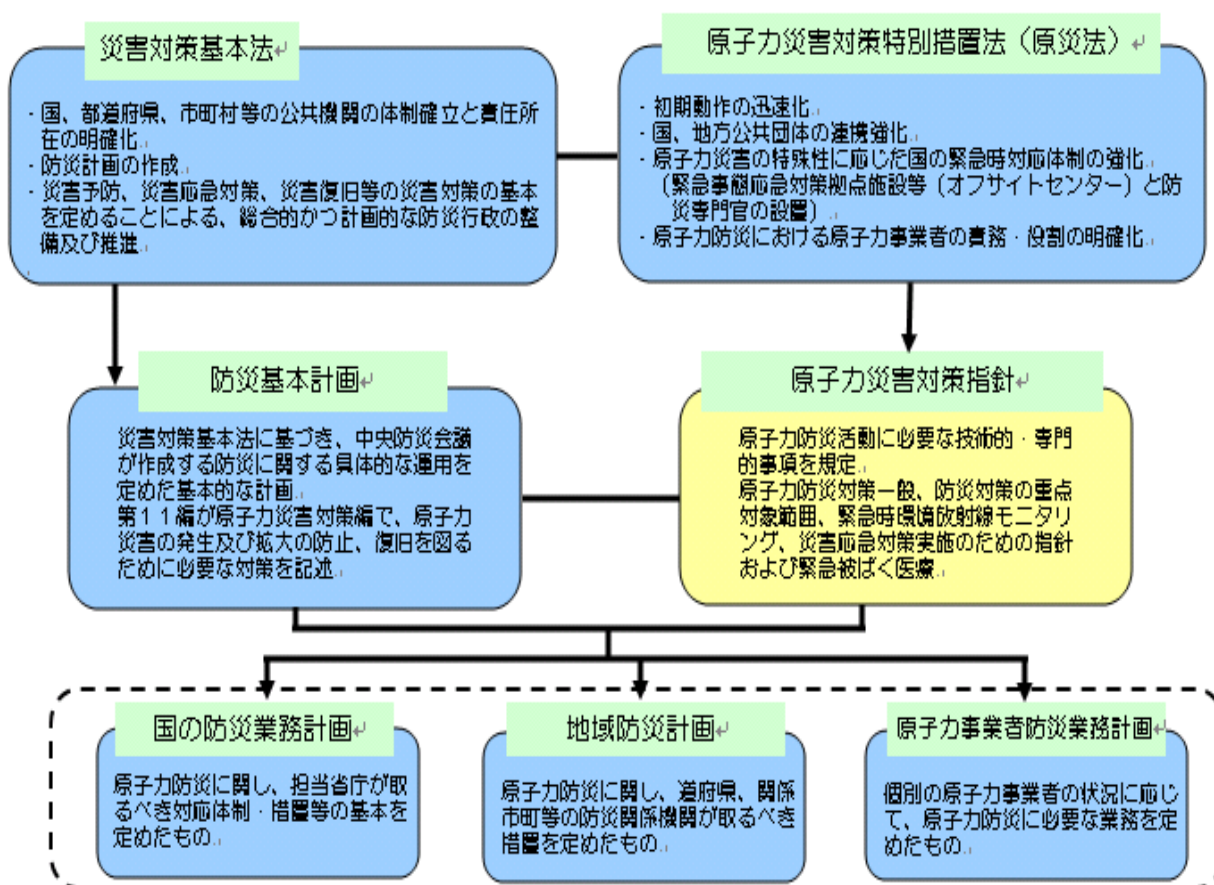 災害対策基本法
・国、都道府県、市町村等の公共機関の体制確立と責任所
在の明確化
・防災計画の作成
・災害予防、災害応急対策、災害復旧等の災害対策の基本
を定めることによる、総合的かつ計画的な防災行政の整
備及び推進
原子力災害対策特別措置法（原災法）
・初期動作の迅速化
・国、地方公共団体の連携強化
・原子力災害の特殊性に応じた国の緊急時対応体制の強化
（緊急事態応急対策拠点施設等（オフサイトセンター）と防
災専門官の設置）
・原子力防災における原子力事業者の責務・役割の明確化
防災基本計画
災害対策基本法に基づき、中央防災会議
が作成する防災に関する具体的な運用を
定めた基本的な計画
第１１編が原子力災害対策編で、原子力
災害の発生及び拡大の防止、復旧を図る
ために必要な対策を記述
原子力災害対策指針
原子力防災活動に必要な技術的・専門
的事項を規定
原子力防災対策一般、防災対策の重点
対象範囲、緊急時環境放射線モニタリ
ング、災害応急対策実施のための指針
および緊急被ばく医療
国の防災業務計画
原子力防災に関し、担当省庁が取
るべき対応体制・措置等の基本を
定めたもの
地域防災計画
原子力防災に関し、道府県、関係
市町等の防災関係機関が取るべき
措置を定めたもの
原子力事業者防災業務計画
個別の原子力事業者の状況に応じ
て、原子力防災に必要な業務を定
めたもの